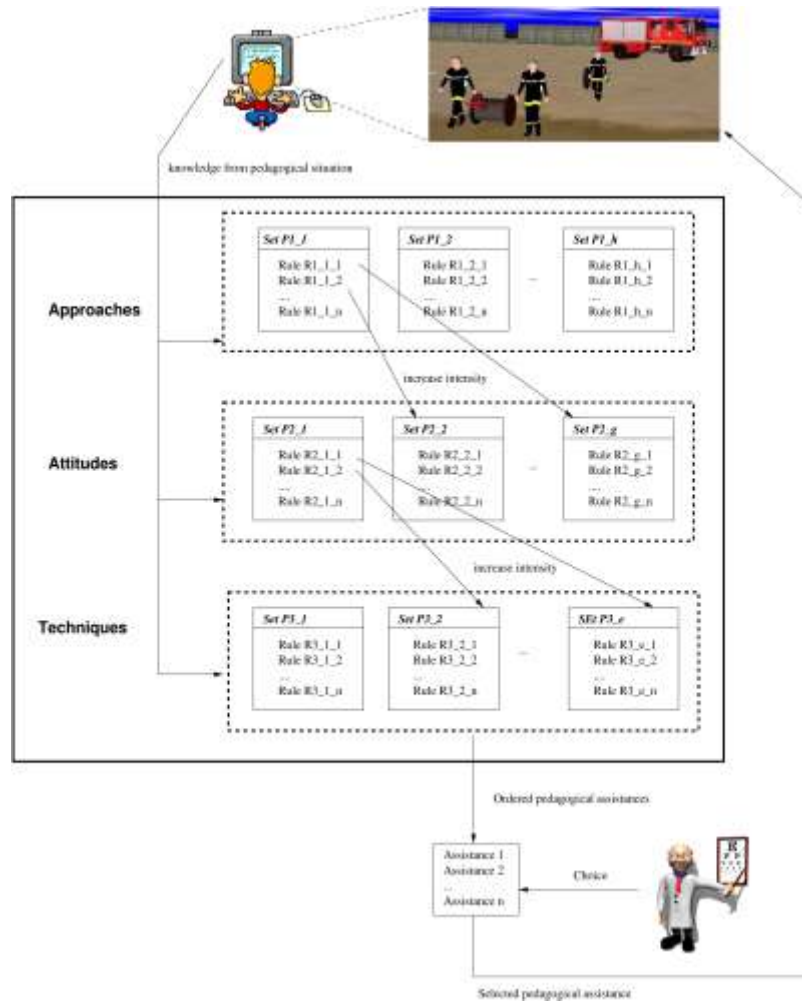 knowledge from pedagogical situation
Approaches
Set P1_1
Rule R1_1_1
Rule R1_1_2
....
Rule R1_1_n
Set P1_2
Rule R1_2_1
Rule R1_2_2
....
Rule R1_2_n
...
Set P1_h
Rule R1_h_1
Rule R1_h_2
....
Rule R1_h_n
increase intensity
Attitudes
Set P2_1
Rule R2_1_1
Rule R2_1_2
....
Rule R2_1_n
Set P2_2
Rule R2_2_1
Rule R2_2_2
....
Rule R2_2_n
...
Set P2_g
Rule R2_g_1
Rule R2_g_2
....
Rule R2_g_n
increase intensity
Techniques
Set P3_1
Rule R3_1_1
Rule R3_1_2
...
Rule R3_1_n
Set P3_2
Rule R3_2_1
Rule R3_2_2
...
Rule R3_2_n
...
SEt P3_e
Rule R3_e_1
Rule R3_e_2
...
Rule R3_e_n
Ordered pedagogical assistances
Assistance 1
Assistance 2
...
Assistance n
Choice
Selected pedagogical assistance